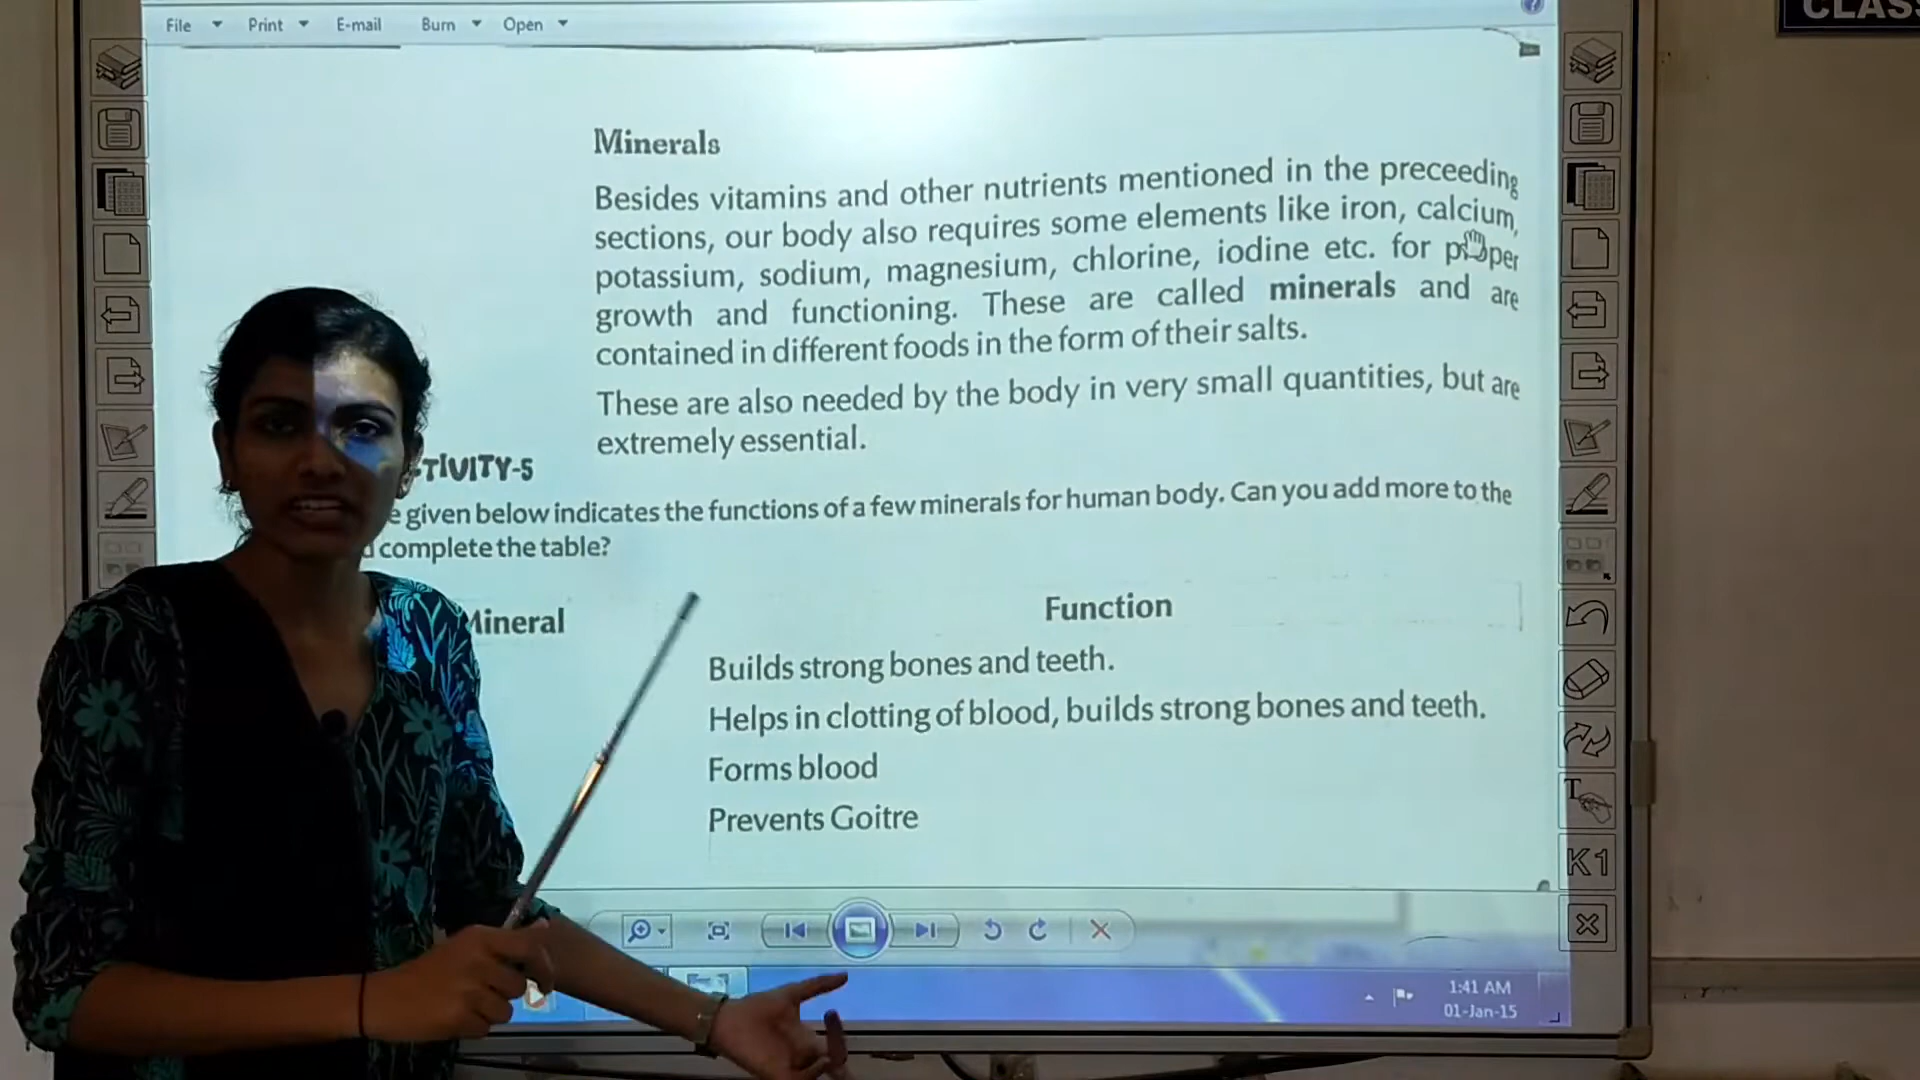 CLASS
File Print E-mail Burn Open
Minerals
Besides vitamins and other nutrients mentioned in the preceeding
sections, our body also requires some elements like iron, calcium,
potassium, sodium, magnesium, chlorine, iodine etc. for proper
growth and functioning. These are called minerals and are
contained in different foods in the form of their salts.
These are also needed by the body in very small quantities, but are
extremely essential.
TIVITY-5
e given below indicates the functions of a few minerals for human body. Can you add more to the
d complete the table?
Mineral Function
Builds strong bones and teeth.
Helps in clotting of blood, builds strong bones and teeth.
Forms blood
Prevents Goitre
T
K1
1:41 AM
01-Jan-15